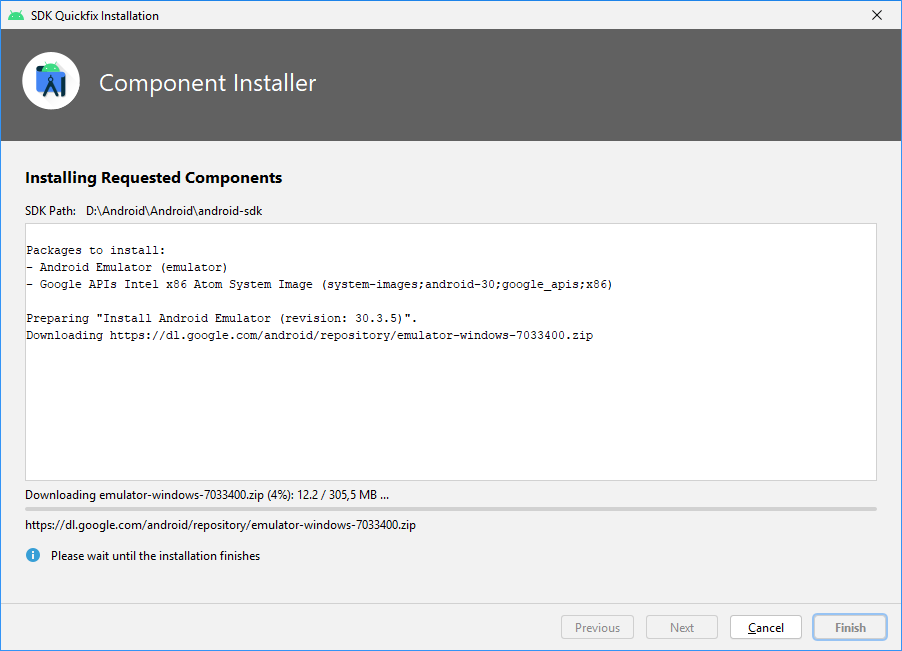 SDK Quickfix Installation
Component Installer
Installing Requested Components
SDK Path: D:\Android\Android\android-sdk
Packages to install:
- Android Emulator (emulator)
- Google APIs Intel x86 Atom System Image (system-images;android-30;google_apis;x86)
Preparing "Install Android Emulator (revision: 30.3.5)".
Downloading https://dl.google.com/android/repository/emulator-windows-7033400.zip
Downloading emulator-windows-7033400.zip (4%): 12.2 / 305,5 MB ...
https://dl.google.com/android/repository/emulator-windows-7033400.zip
Please wait until the installation finishes
Previous Next Cancel Finish